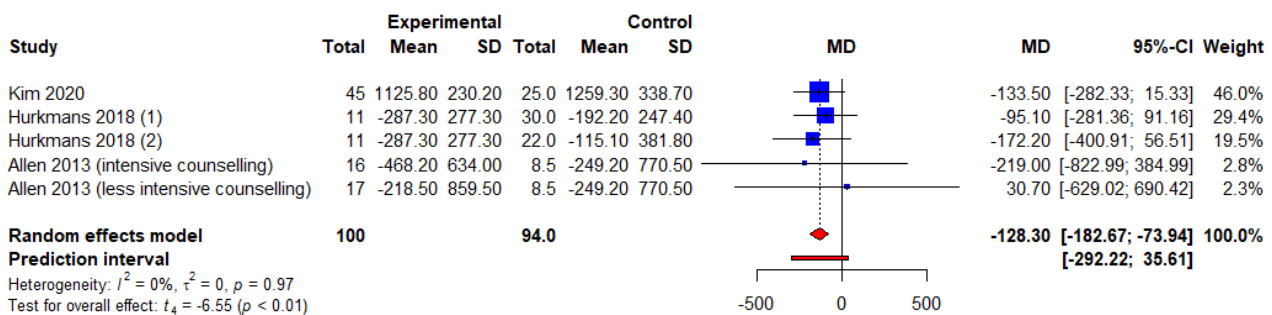 Experimental Control
Study Total Mean SD Total Mean SD MD MD 95%-CI Weight
Kim 2020 45 1125.80 230.20 25.0 1259.30 338.70 -133.50 [-282.33; 15.33] 46.0%
Hurkmans 2018 (1) 11 -287.30 277.30 30.0 -192.20 247.40 -95.10 [-281.36; 91.16] 29.4%
Hurkmans 2018 (2) 11 -287.30 277.30 22.0 -115.10 381.80 -172.20 [-400.91; 56.51] 19.5%
Allen 2013 (intensive counselling) 16 -468.20 634.00 8.5 -249.20 770.50 -219.00 [-822.99; 384.99] 2.8%
Allen 2013 (less intensive counselling) 17 -218.50 859.50 8.5 -249.20 770.50 30.70 [-629.02; 690.42] 2.3%
Random effects model 100 94.0 -128.30 [-182.67; -73.94] 100.0%
Prediction interval [-292.22; 35.61]
Heterogeneity: I² = 0%, τ² = 0, p = 0.97
Test for overall effect: t₄ = -6.55 (p < 0.01)
-500 0 500